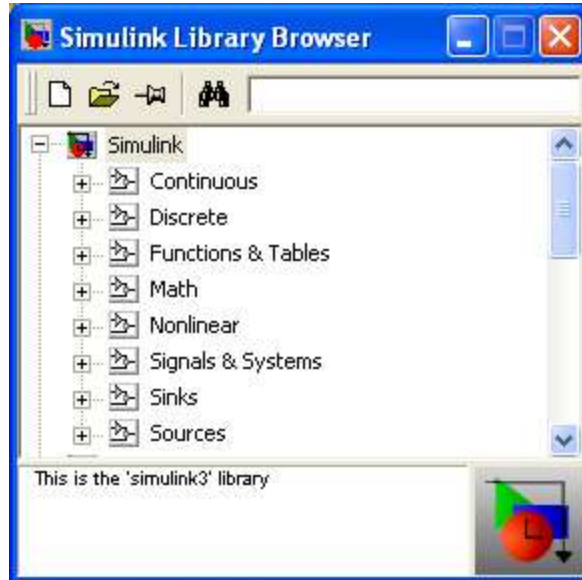 Simulink Library Browser
Simulink
Continuous
Discrete
Functions & Tables
Math
Nonlinear
Signals & Systems
Sinks
Sources
This is the 'simulink3' library